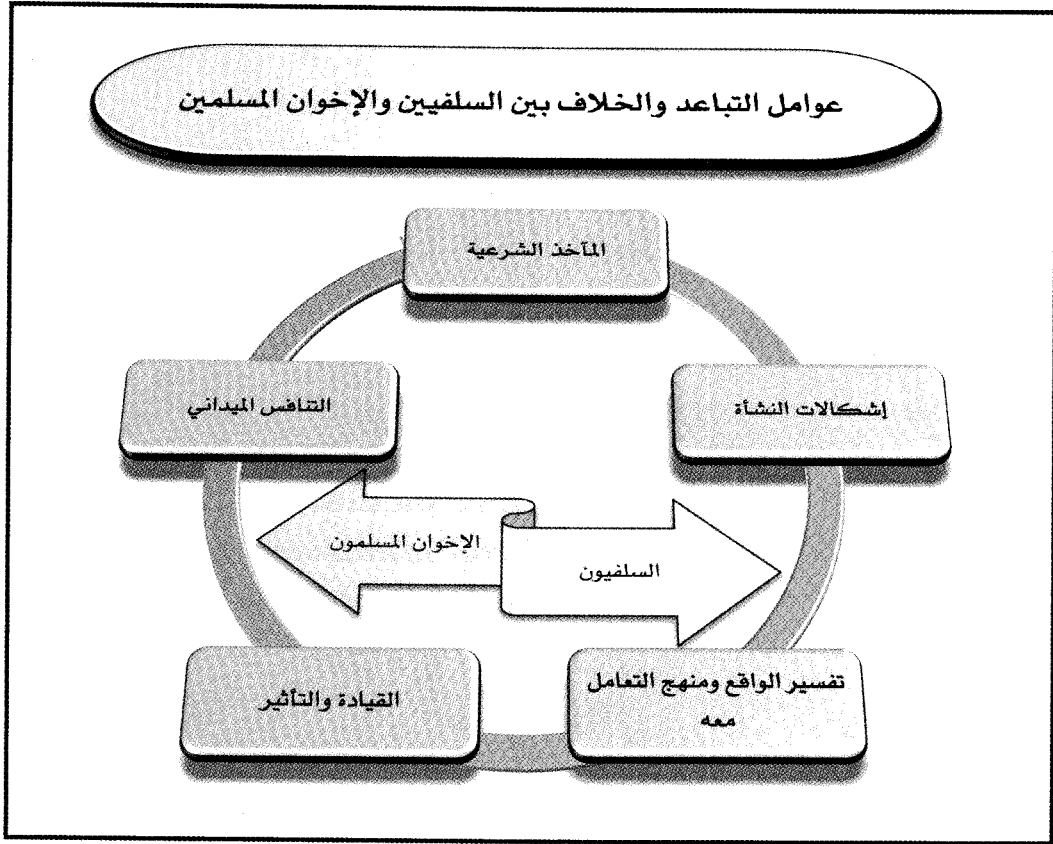 عوامل التباعد والخلاف بين السلفيين والإخوان المسلمين
المآخذ الشرعية
إشكالات النشأة
التنافس الميداني
السلفيون
الإخوان المسلمون
تفسير الواقع ومنهج التعامل
معه
القيادة والتأثير